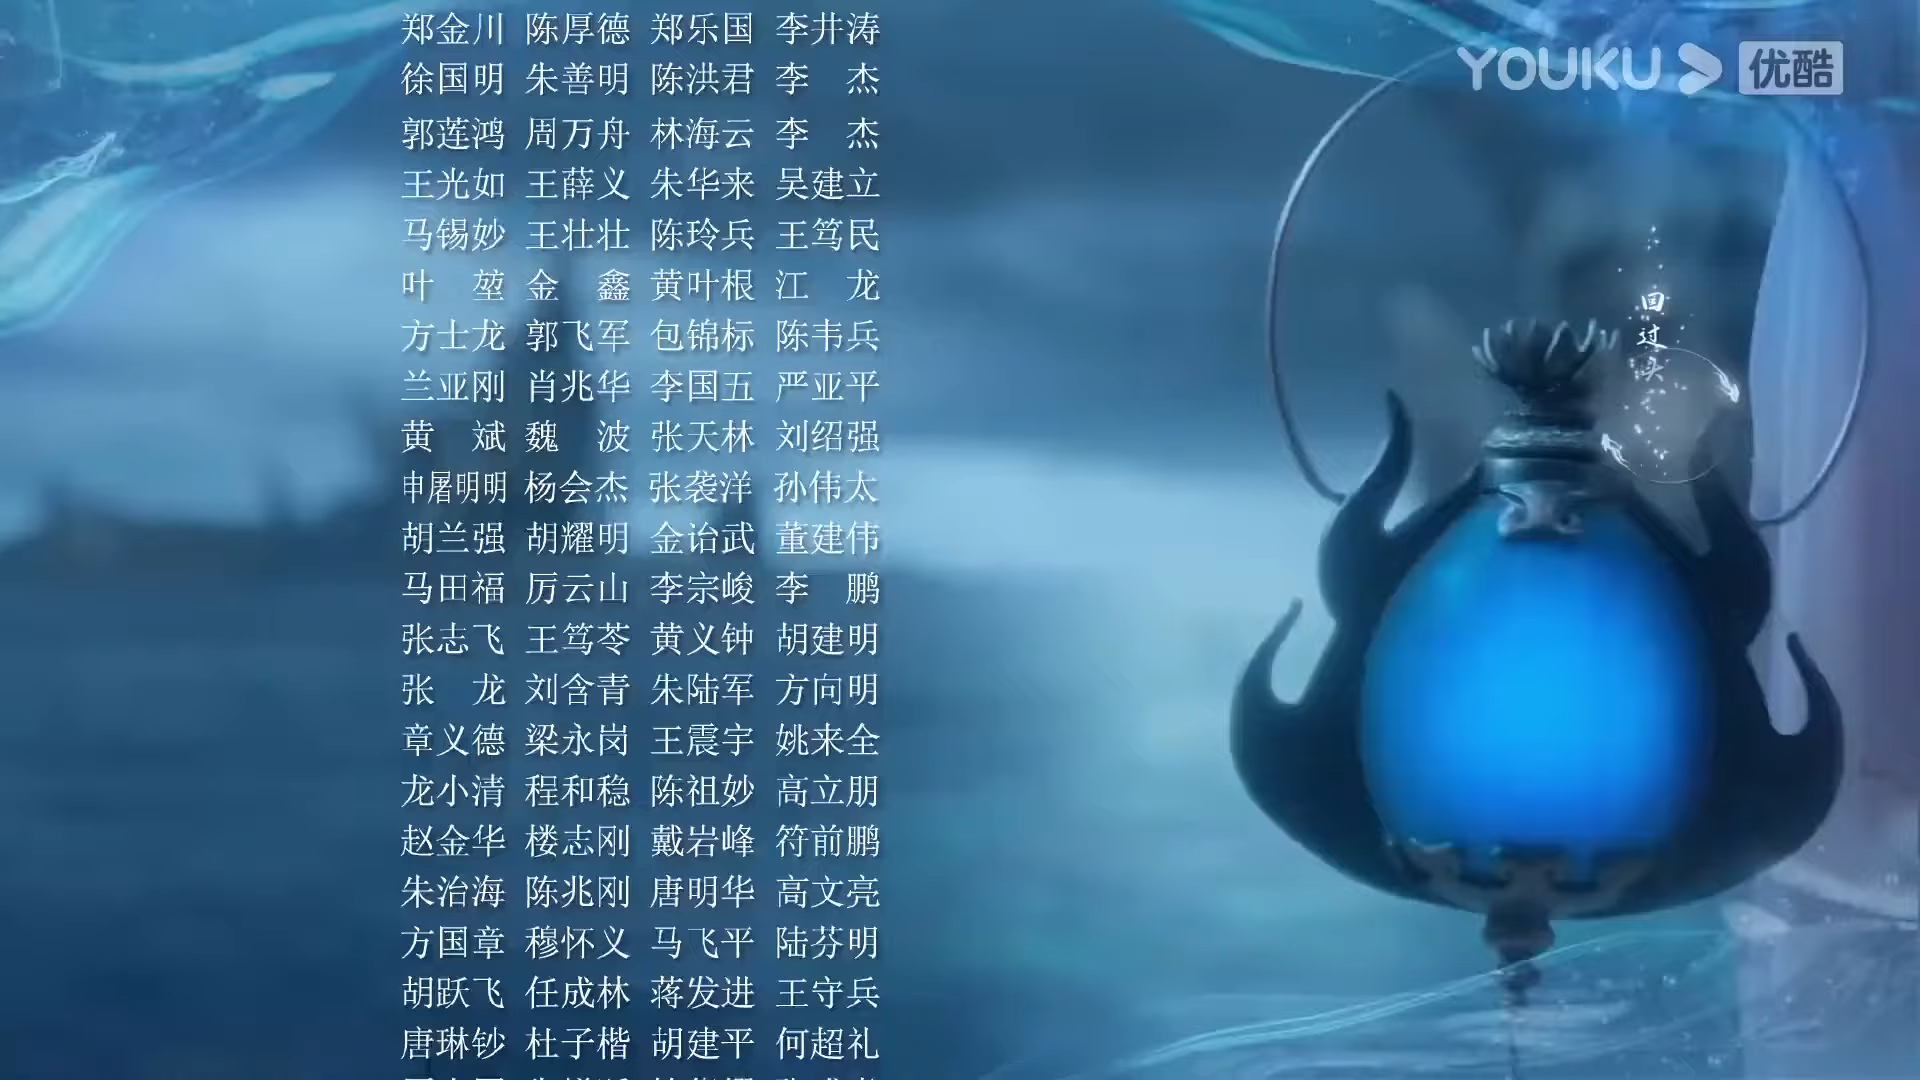 郑金川 陈厚德 郑乐国 李井涛
徐国明 朱善明 陈洪君 李 杰
郭莲鸿 周万舟 林海云 李 杰
王光如 王薛义 朱华来 吴建立
马锡妙 王壮壮 陈玲兵 王笃民
叶 堃 金 鑫 黄叶根 江 龙
方士龙 郭飞军 包锦标 陈韦兵
兰亚刚 肖兆华 李国五 严亚平
黄 斌 魏 波 张天林 刘绍强
申屠明明 杨会杰 张袭洋 孙伟太
胡兰强 胡耀明 金诒武 董建伟
马田福 厉云山 李宗峻 李 鹏
张志飞 王笃苓 黄义钟 胡建明
张 龙 刘含青 朱陆军 方向明
章义德 梁永岗 王震宇 姚来全
龙小清 程和稳 陈祖妙 高立朋
赵金华 楼志刚 戴岩峰 符前鹏
朱治海 陈兆刚 唐明华 高文亮
方国章 穆怀义 马飞平 陆芬明
胡跃飞 任成林 蒋发进 王守兵
唐琳钞 杜子楷 胡建平 何超礼
YOUKU 优酷
回过头